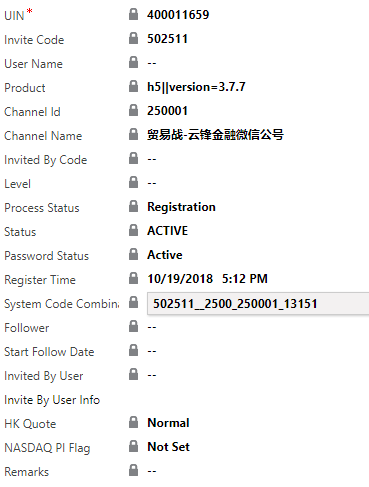 UIN* 400011659
Invite Code 502511
User Name --
Product h5||version=3.7.7
Channel Id 250001
Channel Name 贸易战-云锋金融微信公号
Invited By Code --
Level --
Process Status Registration
Status ACTIVE
Password Status Active
Register Time 10/19/2018 5:12 PM
System Code Combina 502511__2500_250001_13151
Follower --
Start Follow Date --
Invited By User --
Invite By User Info
HK Quote Normal
NASDAQ PI Flag Not Set
Remarks --